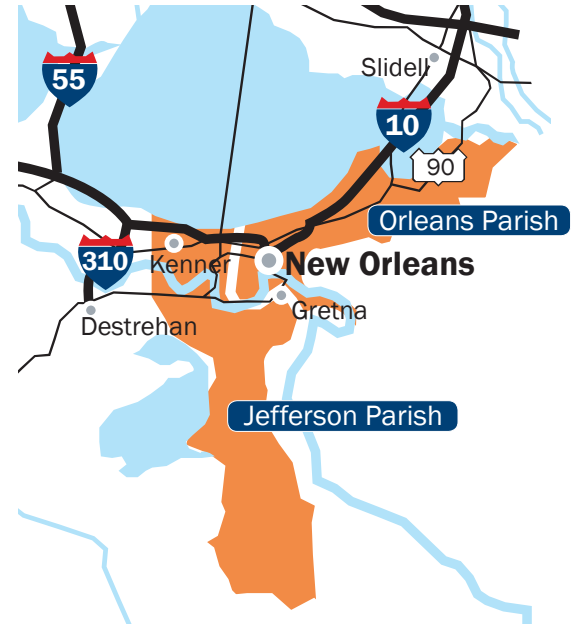 Slidell
55
10
90
Orleans Parish
310
Kenner
New Orleans
Gretna
Destrehan
Jefferson Parish